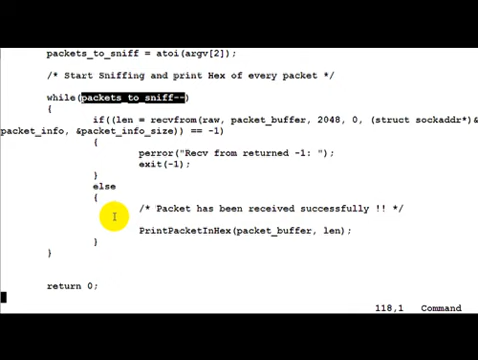 packets_to_sniff = atoi(argv[2]);
/* Start Sniffing and print Hex of every packet */
while(packets_to_sniff--)
{
if((len = recvfrom(raw, packet_buffer, 2048, 0, (struct sockaddr*)&
packet_info, &packet_info_size)) == -1)
{
perror("Recv from returned -1: ");
exit(-1);
}
else
{
/* Packet has been received successfully !! */
PrintPacketInHex(packet_buffer, len);
}
}
return 0;
118,1 Command